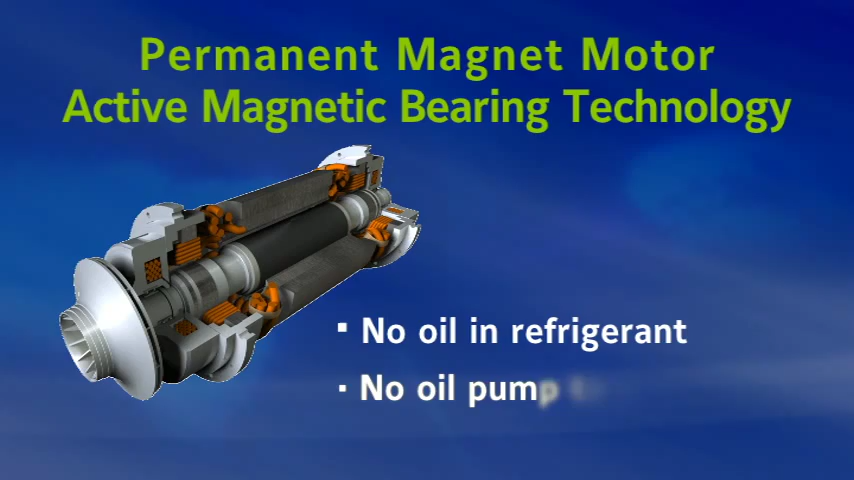 Permanent Magnet Motor
Active Magnetic Bearing Technology
▪ No oil in refrigerant
▪ No oil pump